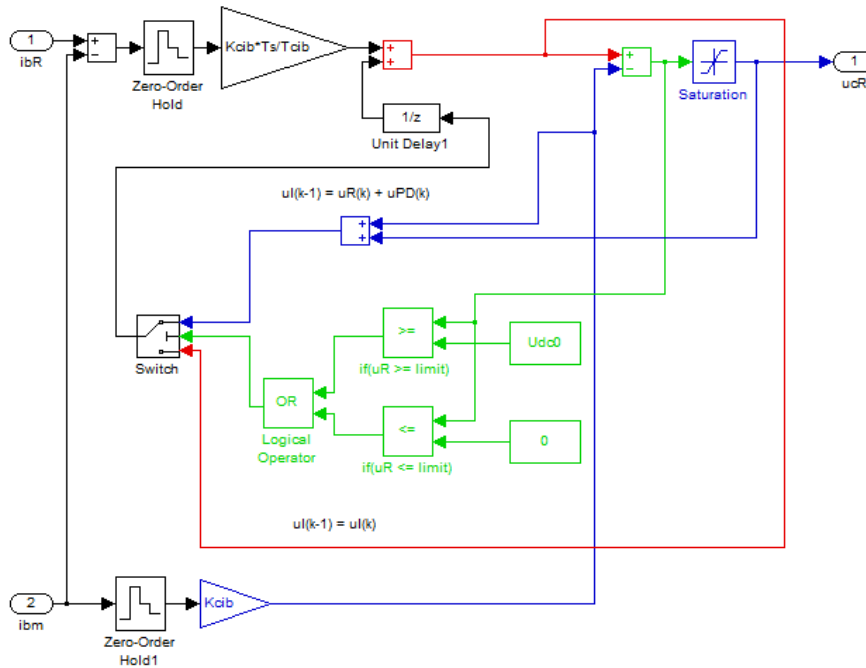 1
ibR
+
−
Zero-Order
Hold
Kcib*Ts/Tcib
+
+
1/z
Unit Delay1
+
−
Saturation
1
ucR
uI(k-1) = uR(k) + uPD(k)
+
+
Switch
>=
if(uR >= limit)
Udc0
OR
Logical
Operator
<=
if(uR <= limit)
0
uI(k-1) = uI(k)
2
ibm
Zero-Order
Hold1
Kcib